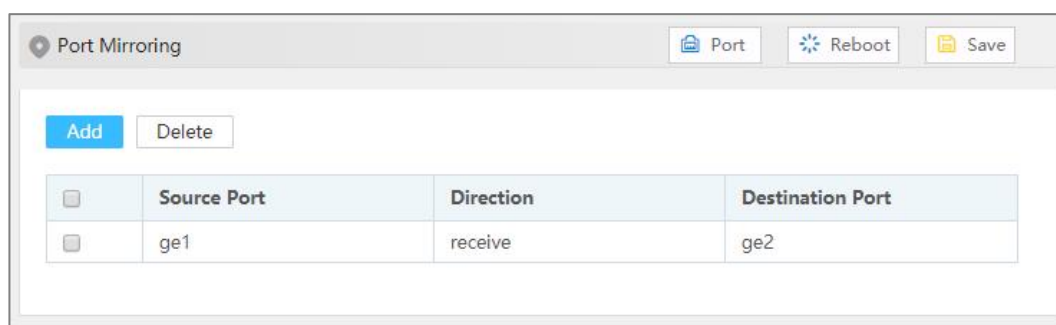 Port Mirroring Port Reboot Save
Add Delete
Source Port Direction Destination Port
ge1 receive ge2